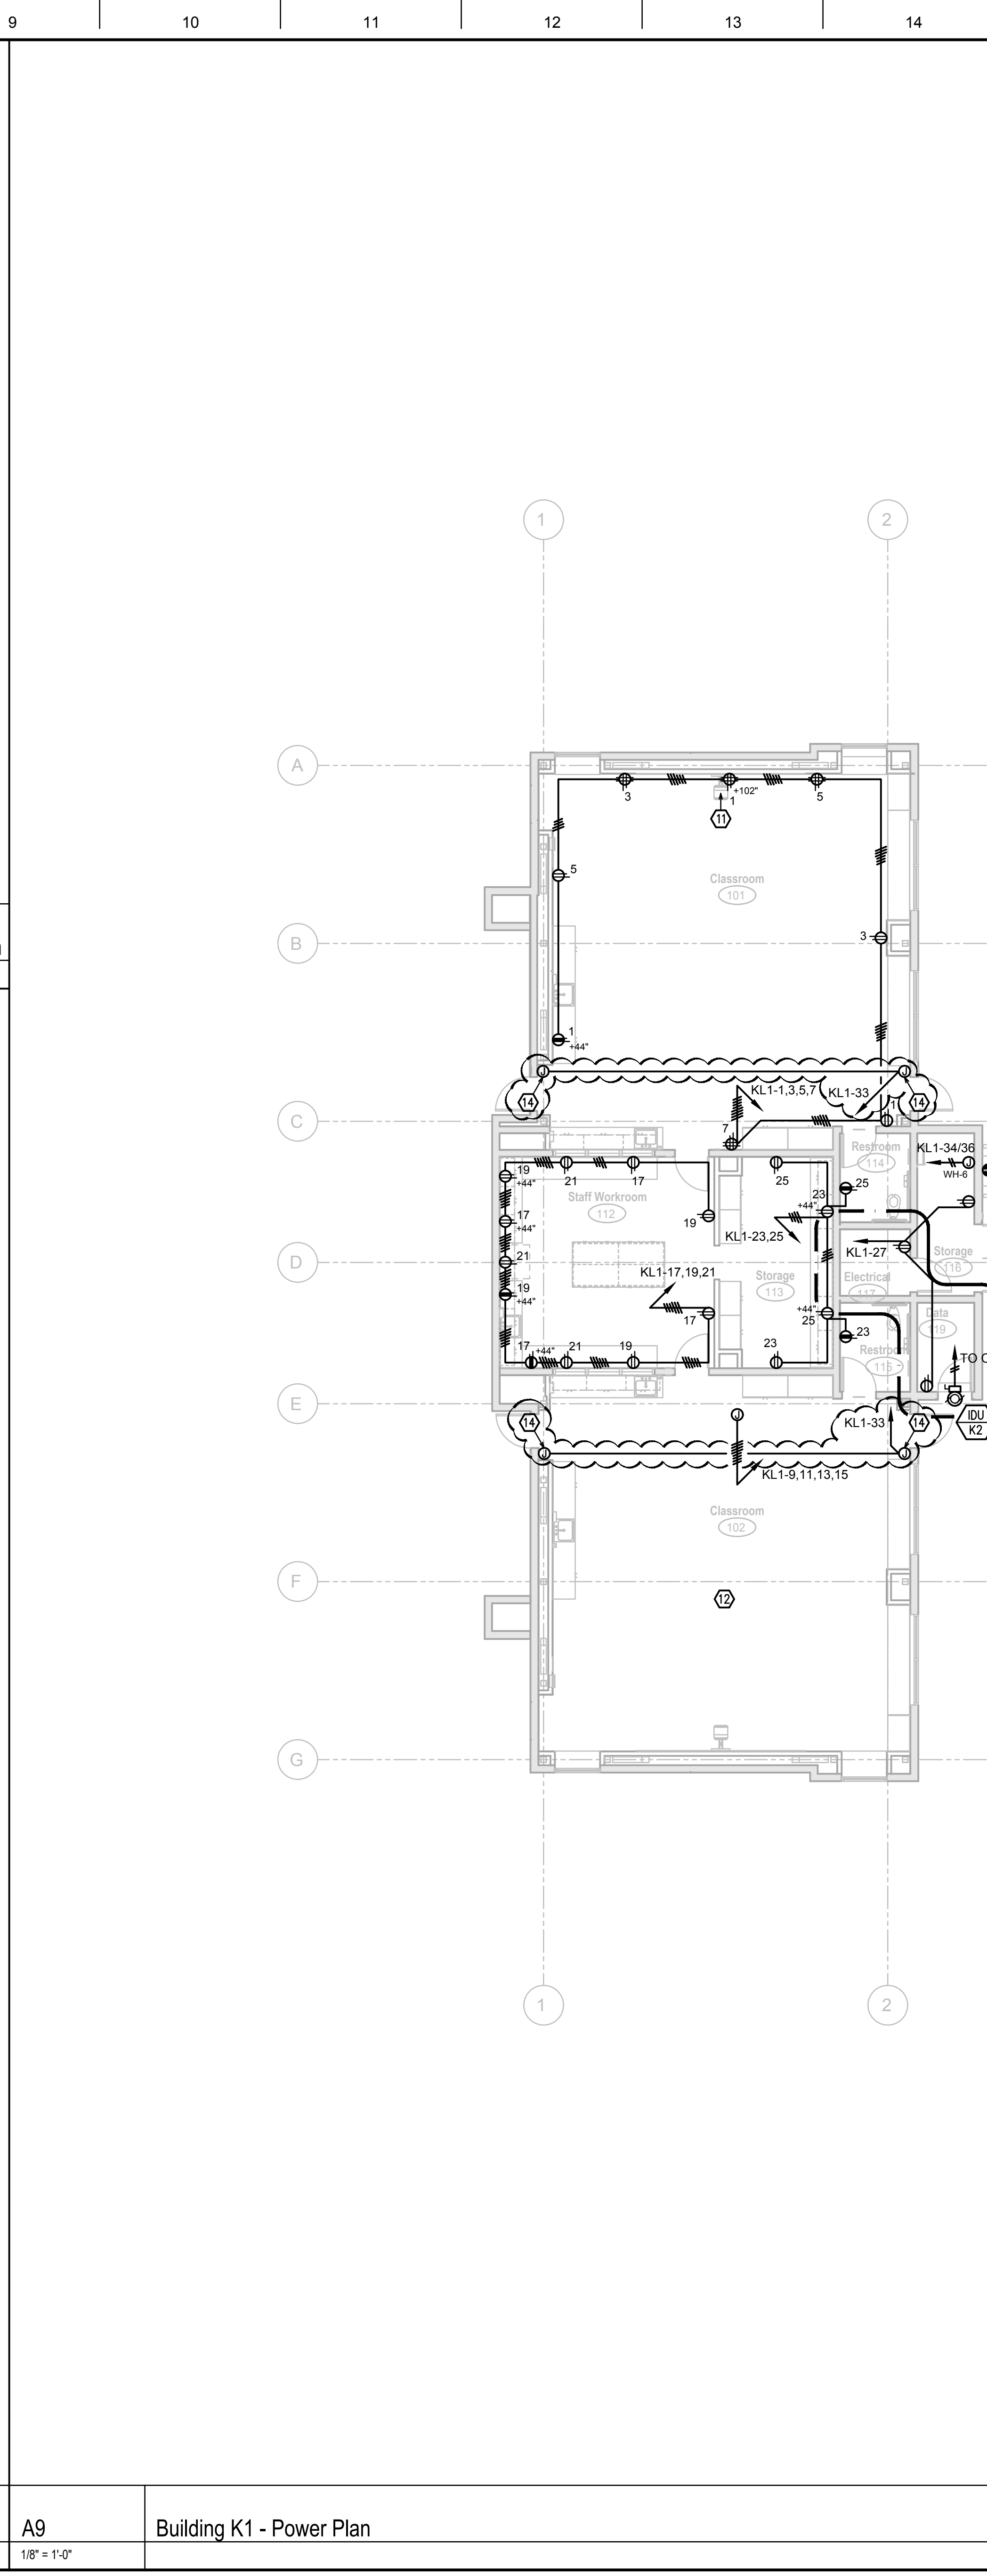 9 10 11 12 13 14
1 2
A
3 +102" 1 5
11
5
Classroom
101
B
3
1
+44"
14 KL1-1,3,5,7 KL1-33 14
C
7 1
Restroom
114
KL1-34/36
WH-6
19
+44"
21 17 25
23
+44"
25
Staff Workroom
112
17
+44"
19
KL1-23,25
KL1-27
D
21
Storage
116
KL1-17,19,21
Storage
113
Electrical
117
19
+44"
17
+44"
25
Data
119
23
17 +44" 21 19 23
Restroom
115
TO
E
14 KL1-33 14
IDU
K2
KL1-9,11,13,15
Classroom
102
F
12
G
1 2
A9 Building K1 - Power Plan
1/8" = 1'-0"